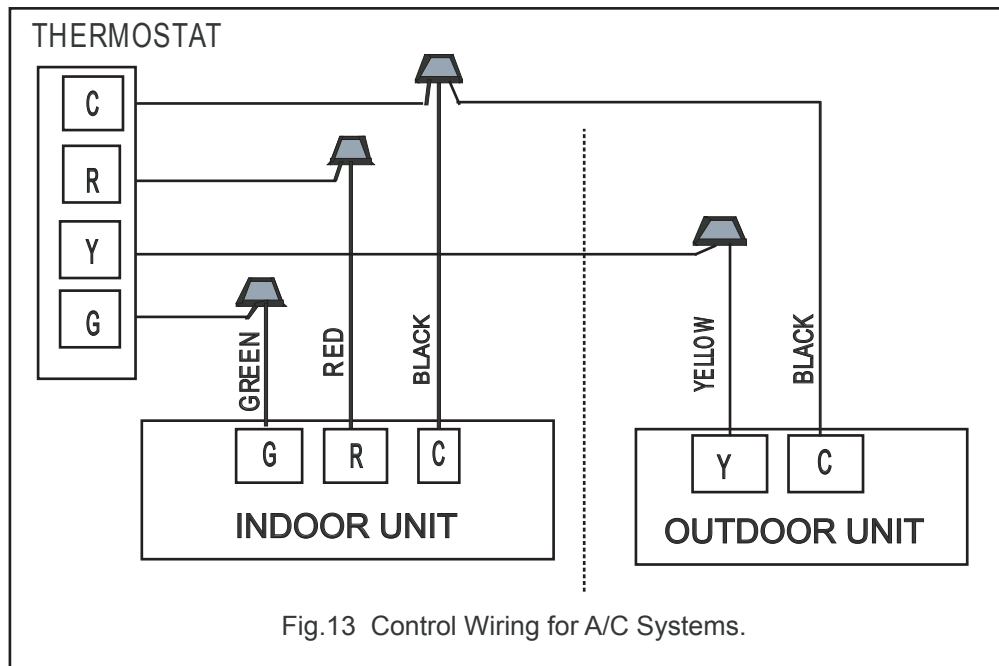 THERMOSTAT
C
R
Y
G
GREEN
RED
BLACK
YELLOW
BLACK
G
R
C
Y
C
INDOOR UNIT
OUTDOOR UNIT
Fig.13 Control Wiring for A/C Systems.